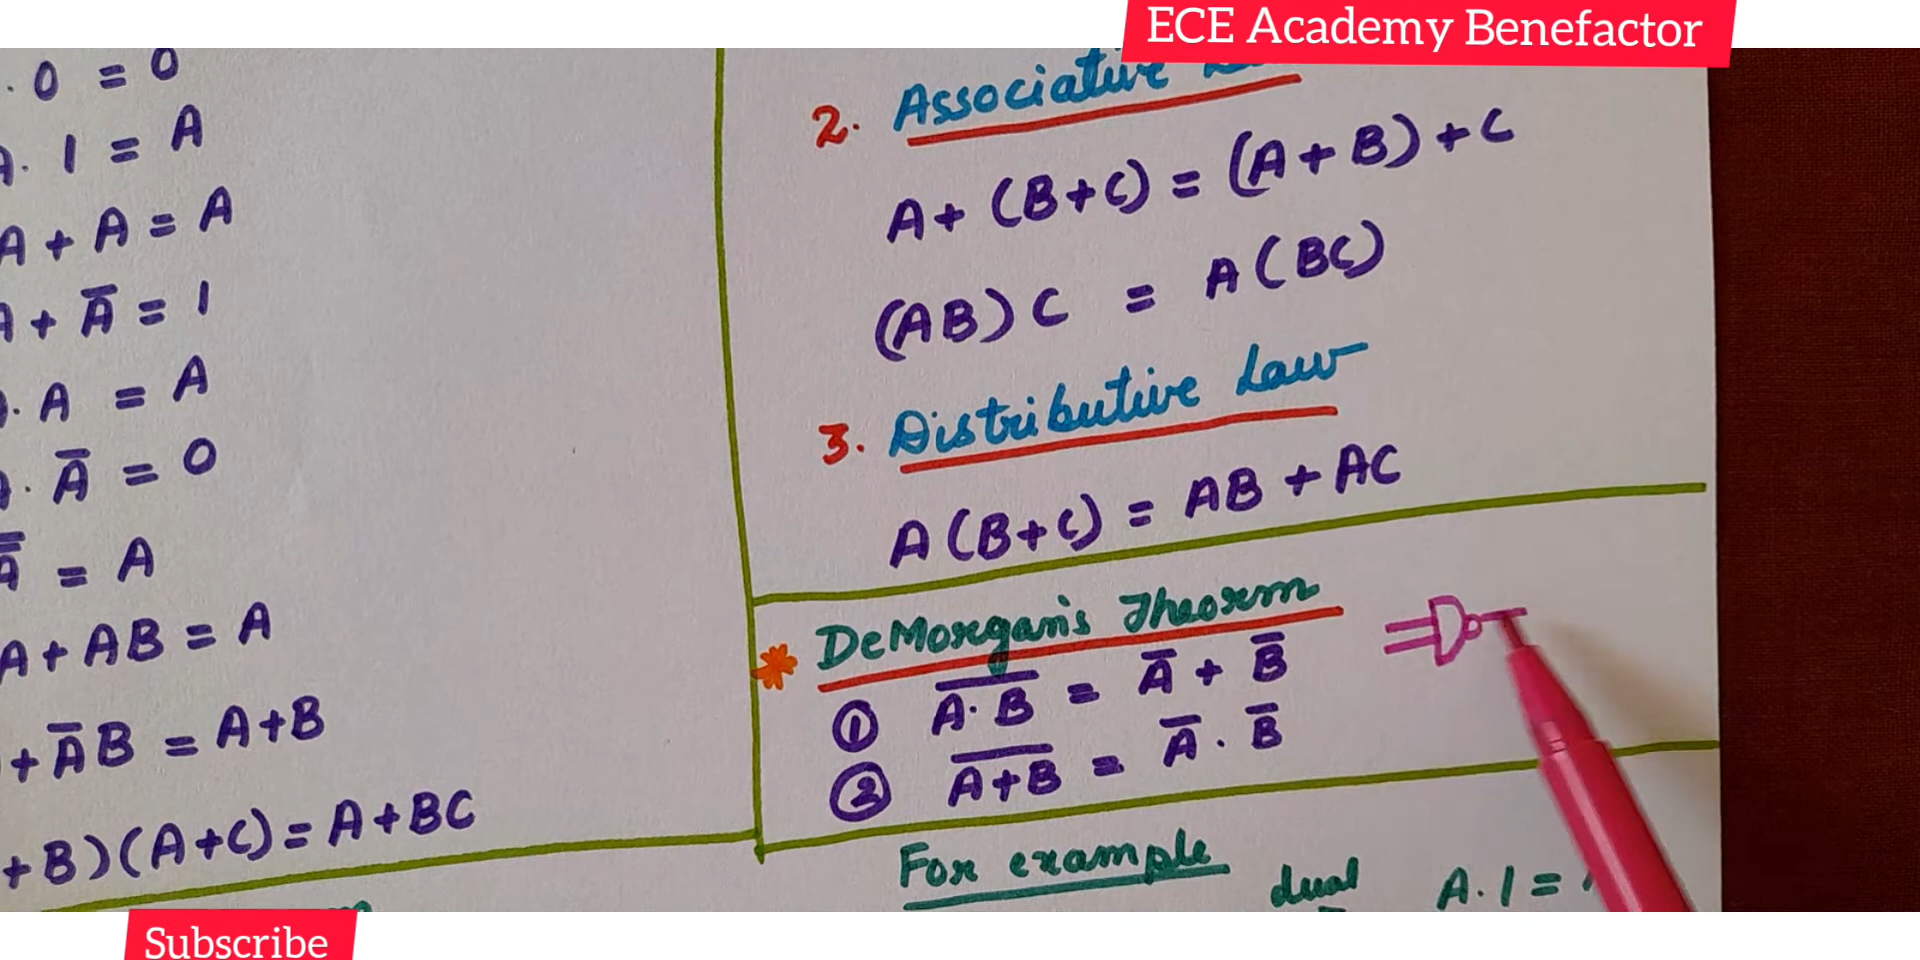 ECE Academy Benefactor
. 0 = 0
A. 1 = A
A + A = A
A + A̅ = 1
A. A = A
A. A̅ = 0
A̿ = A
A + AB = A
+ A̅B = A+B
+ B)(A+C) = A+BC
2. Associative
A + (B+C) = (A+B)+C
(AB)C = A(BC)
3. Distributive Law
A(B+C) = AB + AC
* DeMorgan's Theorem
① A̅·̅B̅ = A̅ + B̅
② A̅+̅B̅ = A̅ . B̅
For example
dual A. 1 =
Subscribe